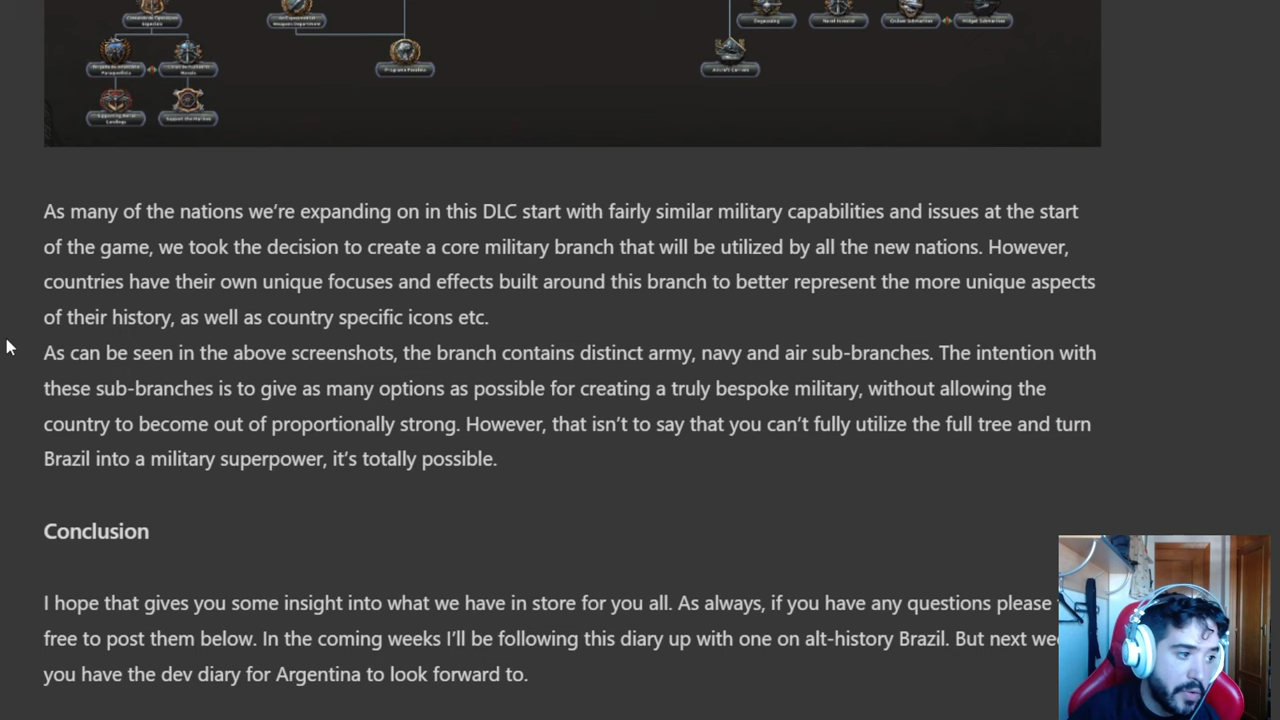 Degaussing
Aircraft Carriers
As many of the nations we're expanding on in this DLC start with fairly similar military capabilities and issues at the start
of the game, we took the decision to create a core military branch that will be utilized by all the new nations. However,
countries have their own unique focuses and effects built around this branch to better represent the more unique aspects
of their history, as well as country specific icons etc.
As can be seen in the above screenshots, the branch contains distinct army, navy and air sub-branches. The intention with
these sub-branches is to give as many options as possible for creating a truly bespoke military, without allowing the
country to become out of proportionally strong. However, that isn't to say that you can't fully utilize the full tree and turn
Brazil into a military superpower, it's totally possible.
Conclusion
I hope that gives you some insight into what we have in store for you all. As always, if you have any questions please
free to post them below. In the coming weeks I'll be following this diary up with one on alt-history Brazil. But next we
you have the dev diary for Argentina to look forward to.